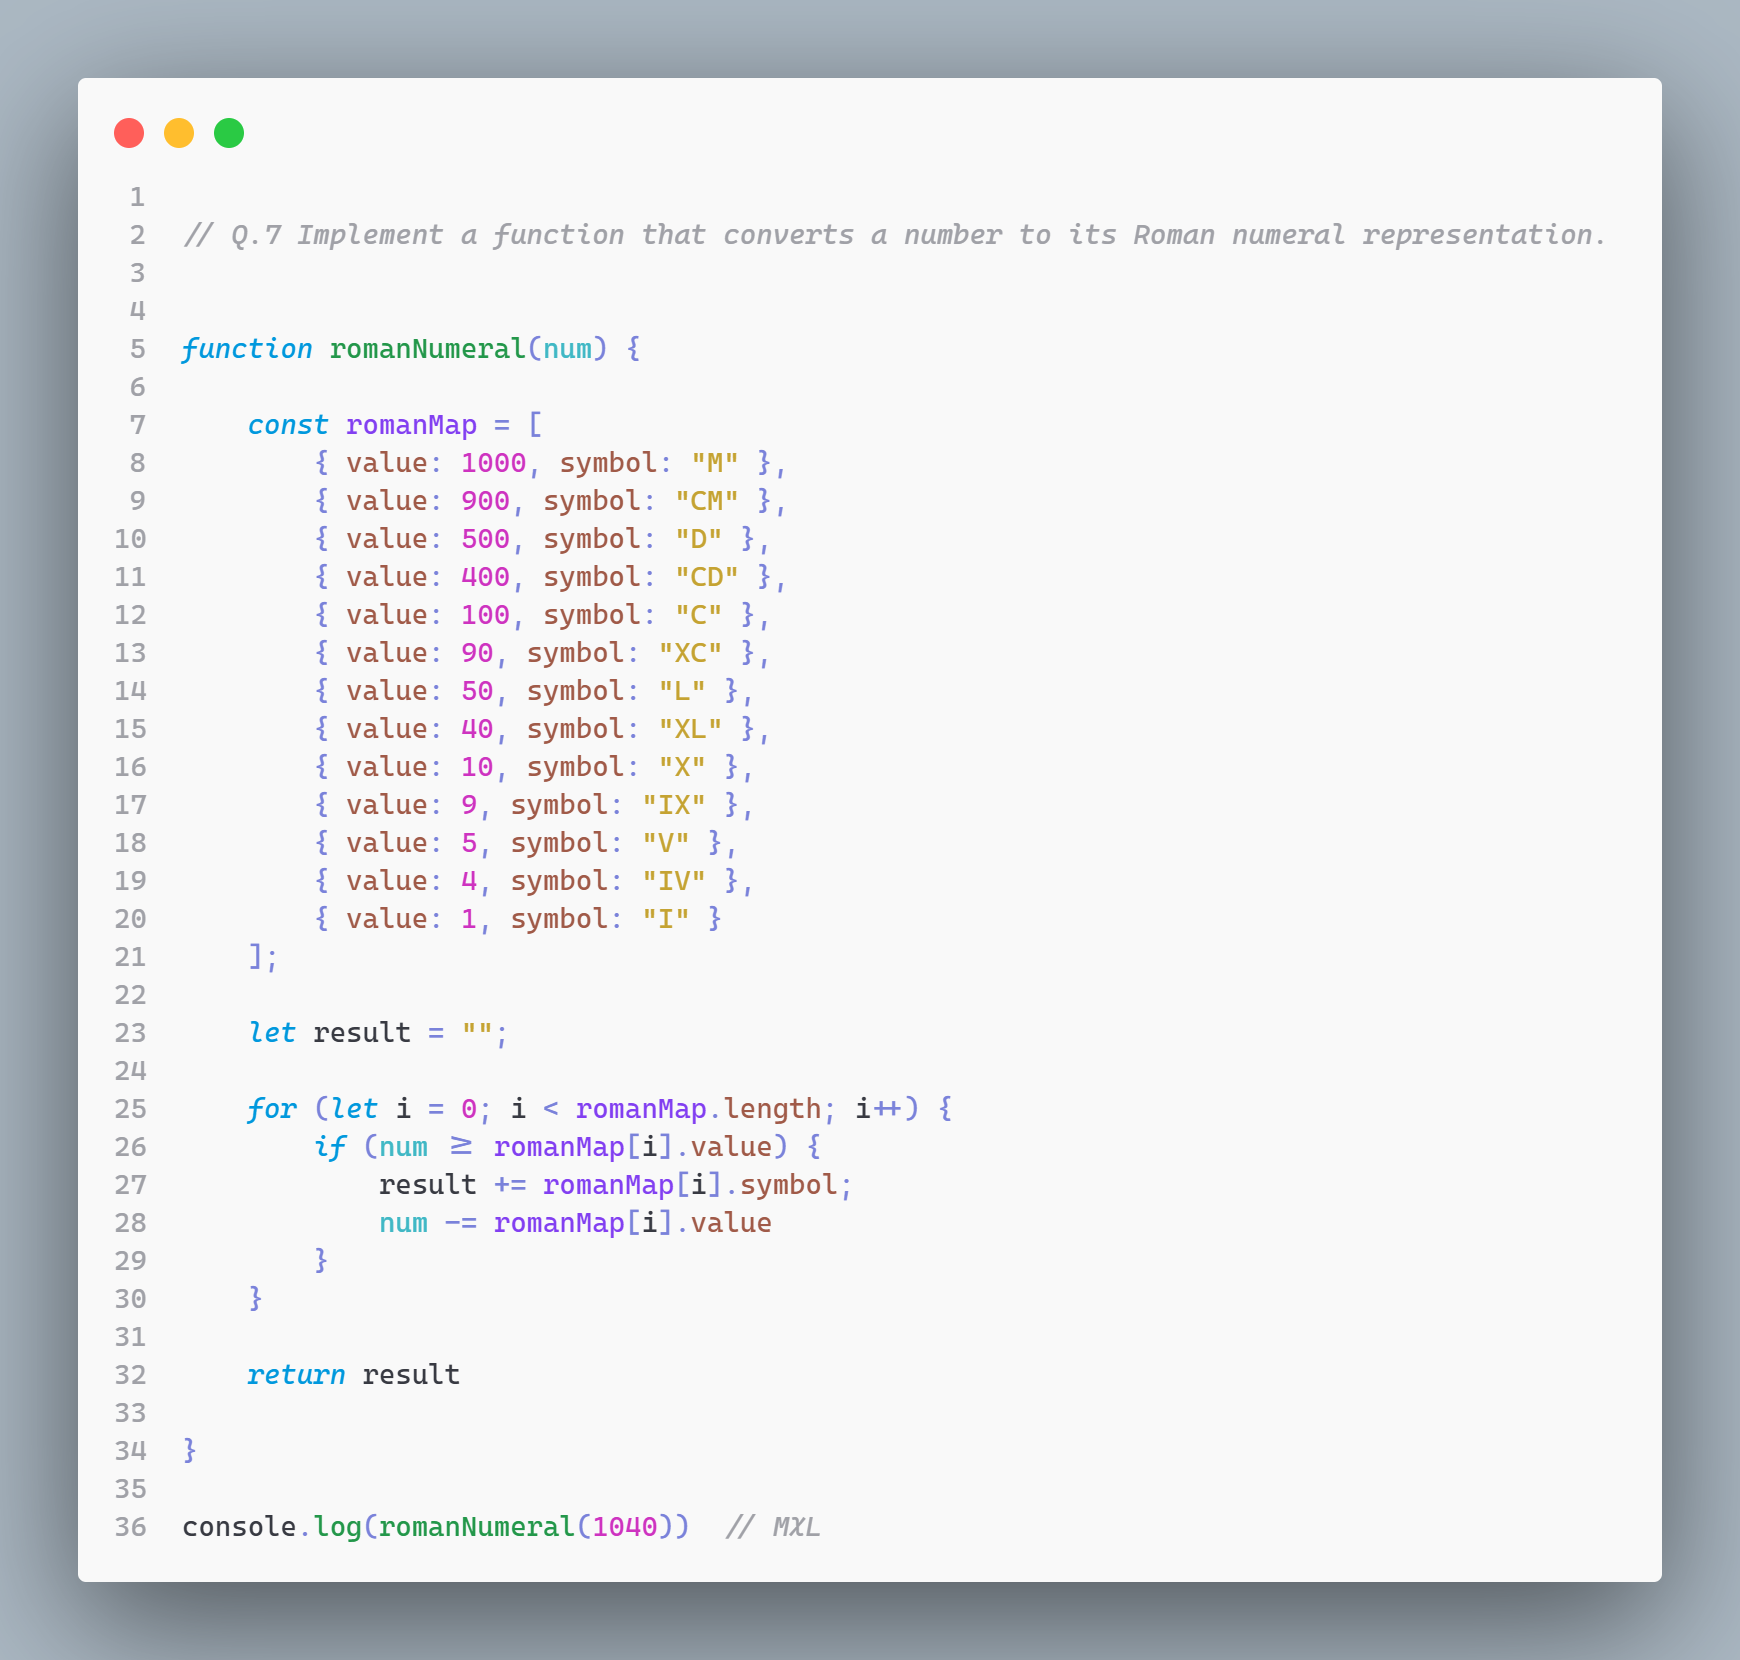 1
2 // Q.7 Implement a function that converts a number to its Roman numeral representation.
3
4
5 function romanNumeral(num) {
6
7     const romanMap = [
8         { value: 1000, symbol: "M" },
9         { value: 900, symbol: "CM" },
10         { value: 500, symbol: "D" },
11         { value: 400, symbol: "CD" },
12         { value: 100, symbol: "C" },
13         { value: 90, symbol: "XC" },
14         { value: 50, symbol: "L" },
15         { value: 40, symbol: "XL" },
16         { value: 10, symbol: "X" },
17         { value: 9, symbol: "IX" },
18         { value: 5, symbol: "V" },
19         { value: 4, symbol: "IV" },
20         { value: 1, symbol: "I" }
21     ];
22
23     let result = "";
24
25     for (let i = 0; i < romanMap.length; i++) {
26         if (num ≥ romanMap[i].value) {
27             result += romanMap[i].symbol;
28             num -= romanMap[i].value
29         }
30     }
31
32     return result
33
34 }
35
36 console.log(romanNumeral(1040))  // MXL